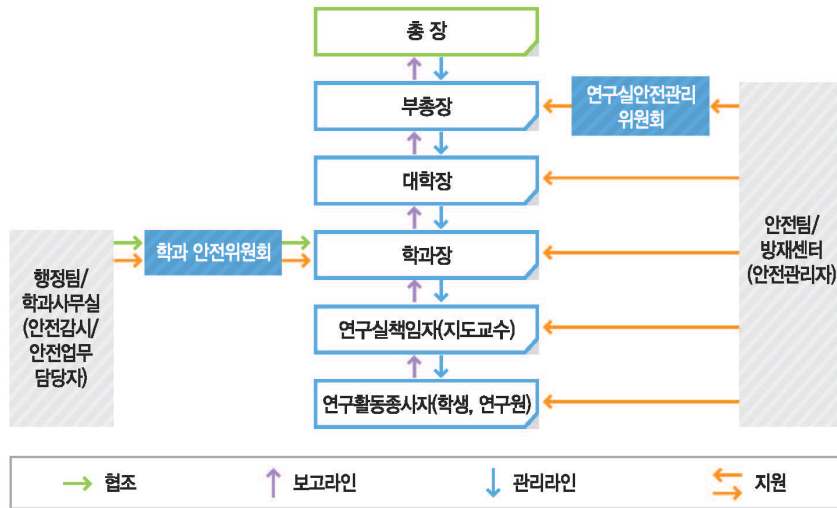 총 장
부총장
연구실안전관리
위원회
대학장
안전팀/
방재센터
(안전관리자)
행정팀/
학과사무실
(안전감시/
안전업무
담당자)
학과 안전위원회
학과장
연구실책임자(지도교수)
연구활동종사자(학생, 연구원)
협조
보고라인
관리라인
지원